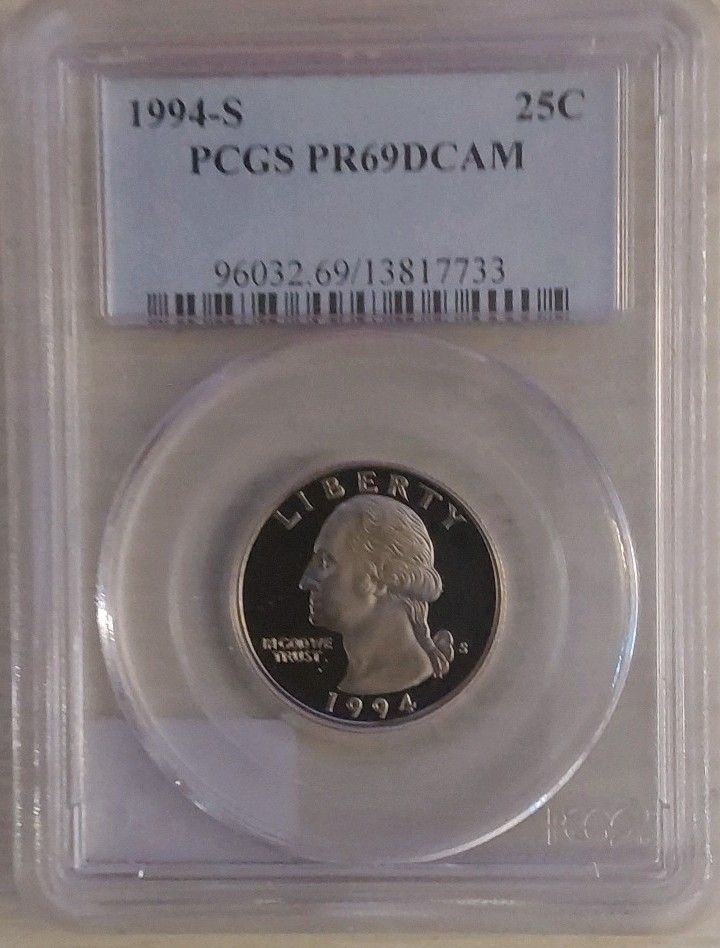 1994-S 25C
PCGS PR69DCAM
96032.69/13817733
LIBERTY
IN GOD WE
TRUST
S
1994
PCGS